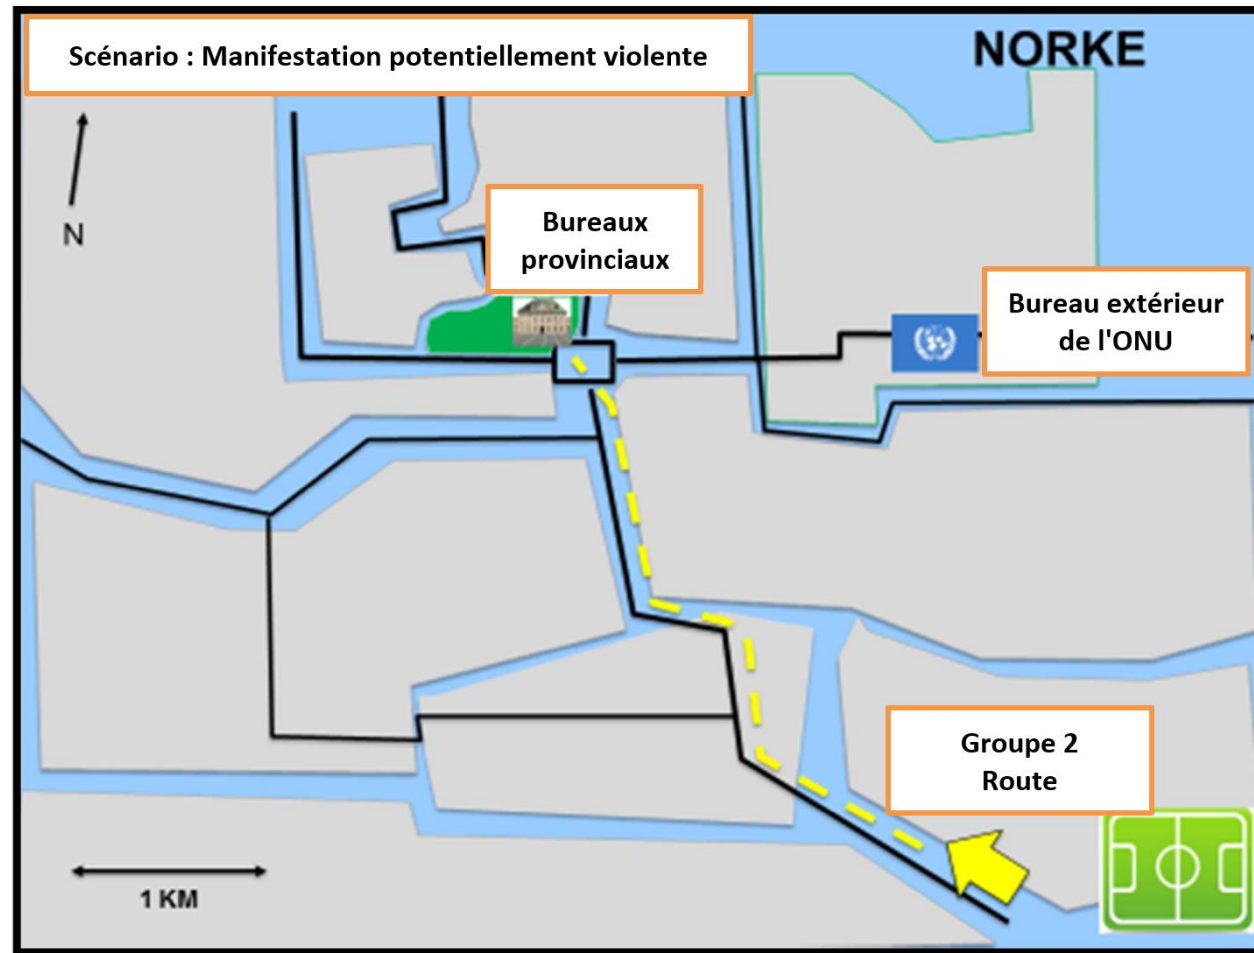 Scénario : Manifestation potentiellement violente
NORKE
N
Bureaux
provinciaux
Bureau extérieur
de l'ONU
Groupe 2
Route
1 KM